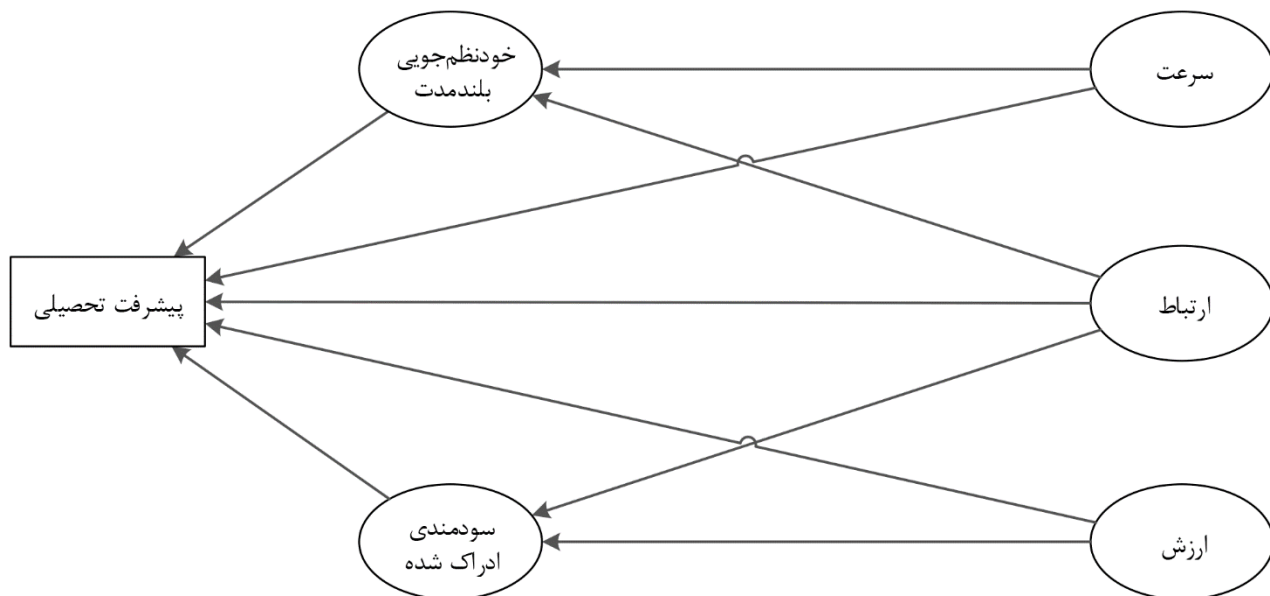 سرعت
خودنظم‌جویی
بلندمدت
ارتباط
پیشرفت تحصیلی
ارزش
سودمندی
ادراک شده